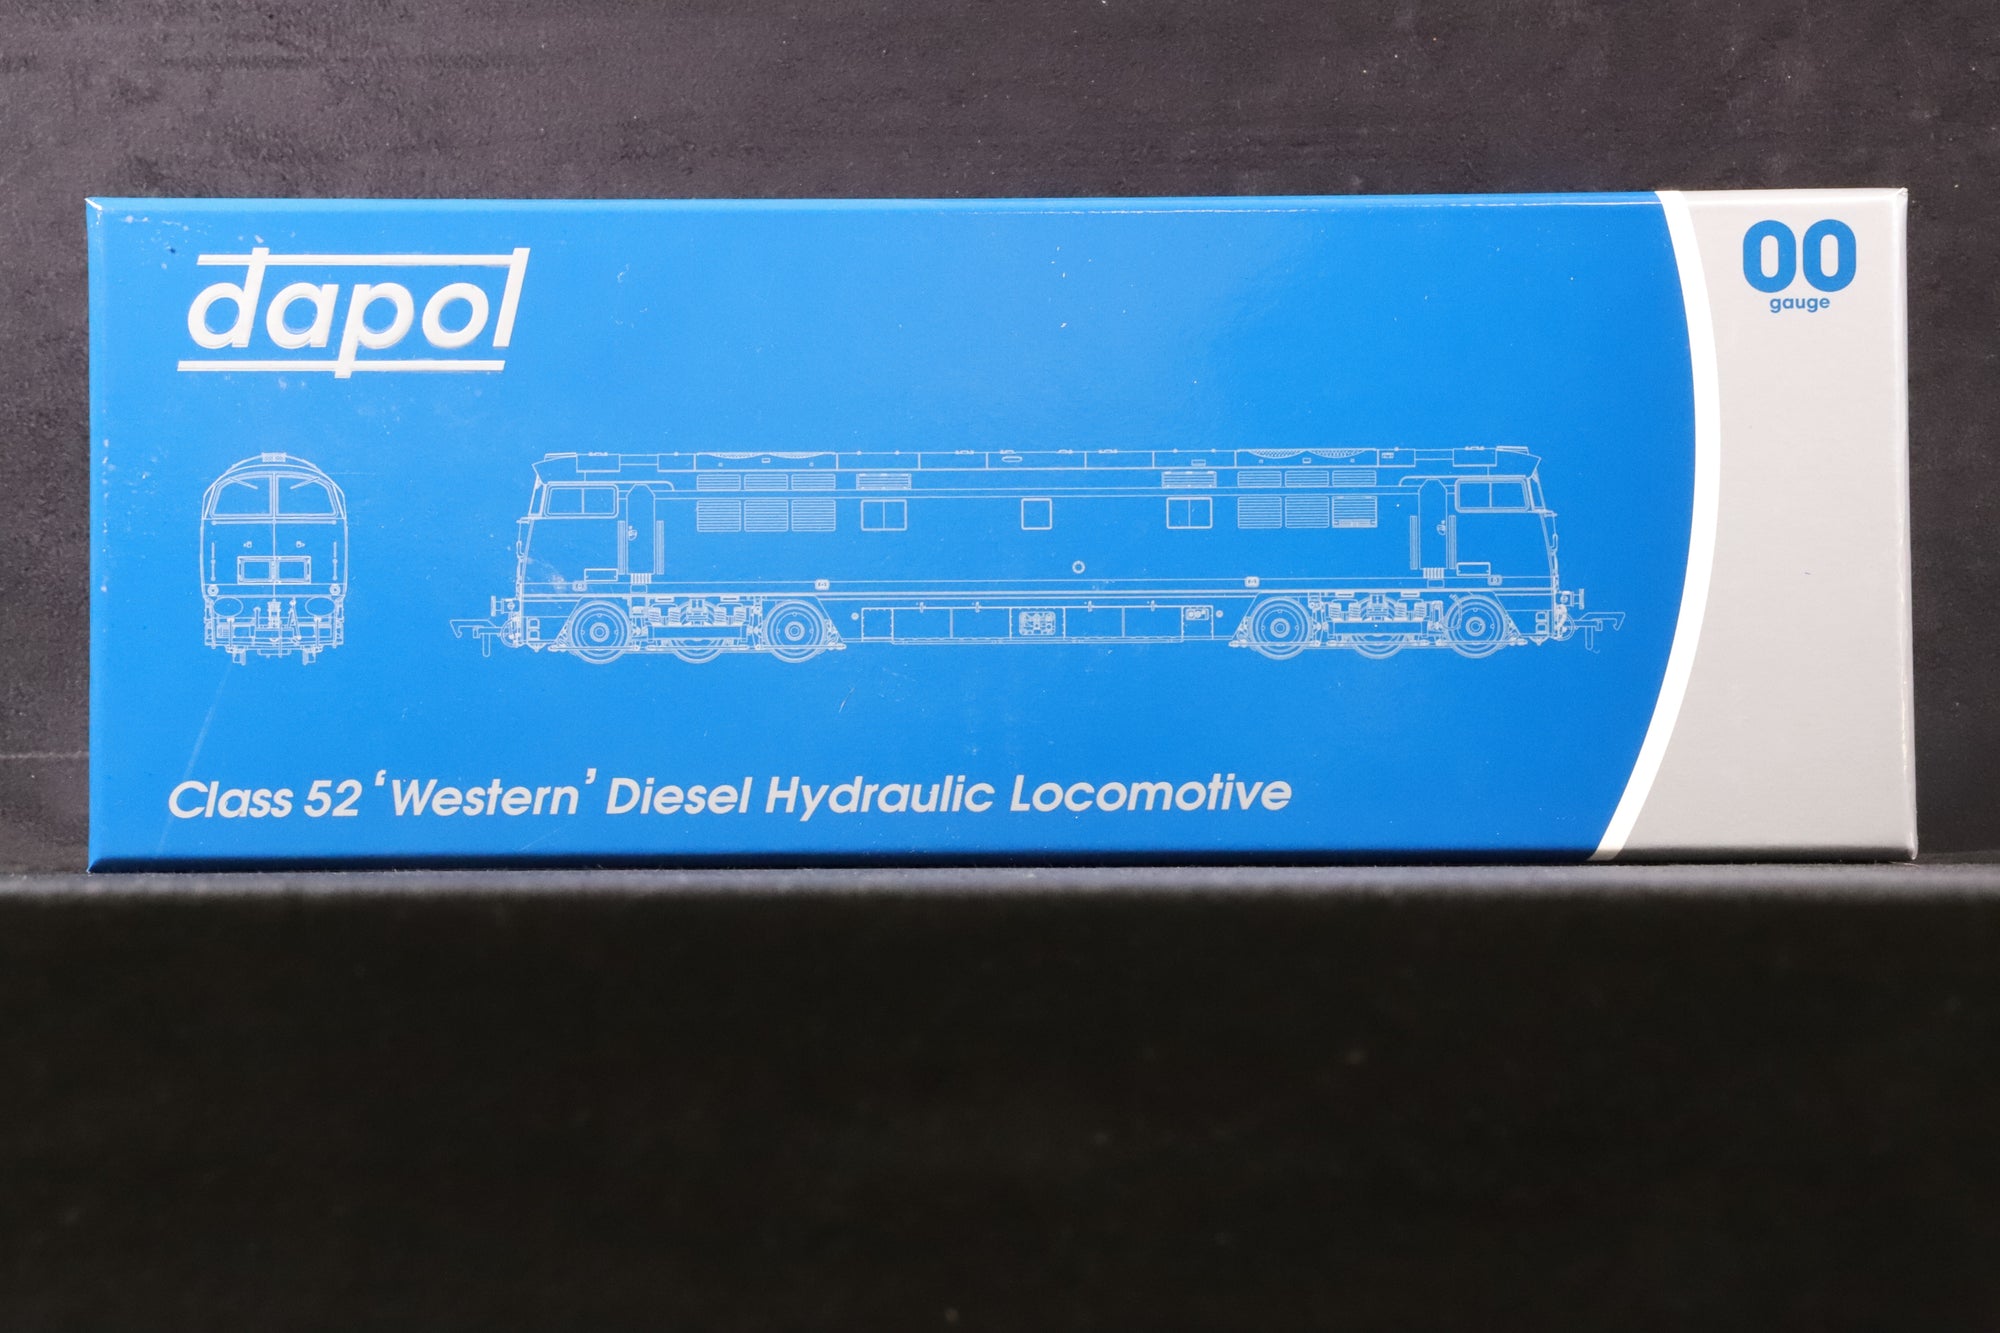 dapol
00
gauge
Class 52 ‘Western’ Diesel Hydraulic Locomotive